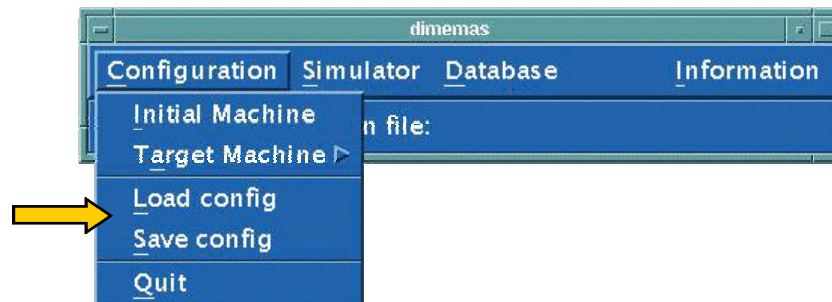 dimemas
Configuration Simulator Database Information
Initial Machine
n file:
Target Machine
Load config
Save config
Quit